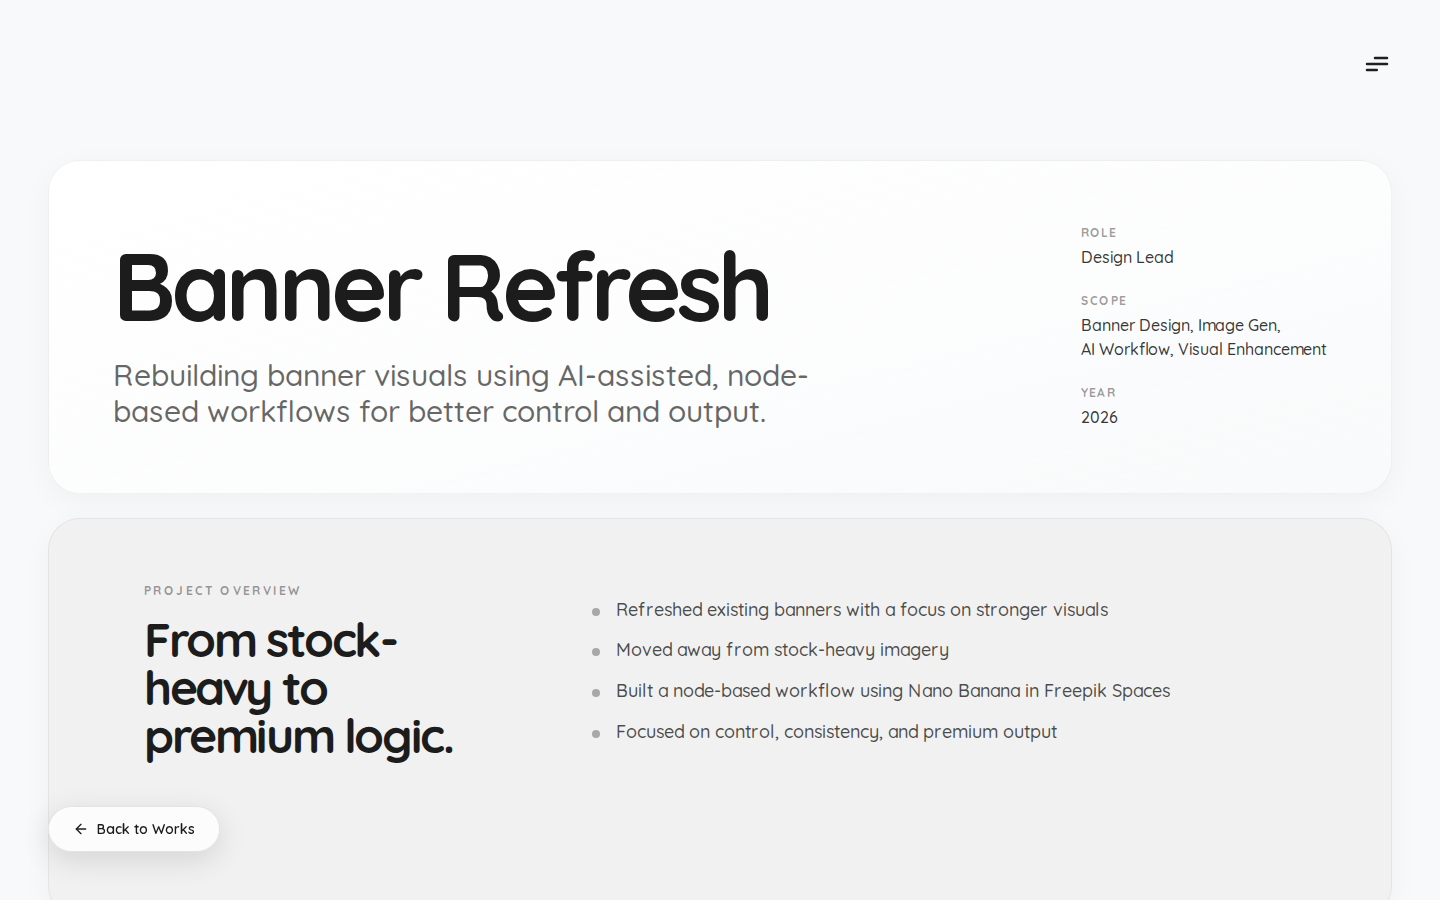 Banner Refresh
Rebuilding banner visuals using AI-assisted, node-
based workflows for better control and output.
ROLE
Design Lead
SCOPE
Banner Design, Image Gen,
AI Workflow, Visual Enhancement
YEAR
2026
PROJECT OVERVIEW
From stock-
heavy to
premium logic.
Refreshed existing banners with a focus on stronger visuals
Moved away from stock-heavy imagery
Built a node-based workflow using Nano Banana in Freepik Spaces
Focused on control, consistency, and premium output
← Back to Works